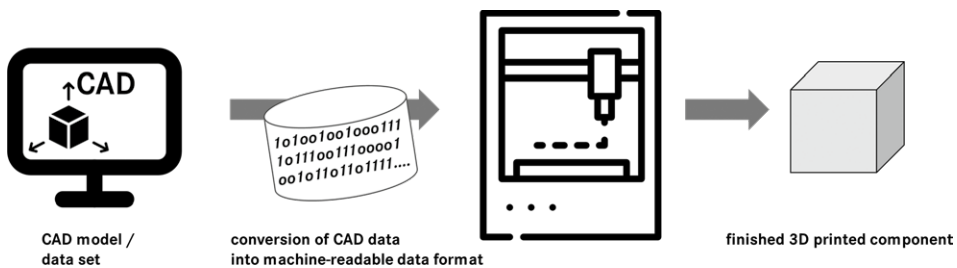 CAD
1o1oo1oo1ooo111
1o111oo111oooo1
oo1o11o11o1111....
CAD model /
data set
conversion of CAD data
into machine-readable data format
finished 3D printed component